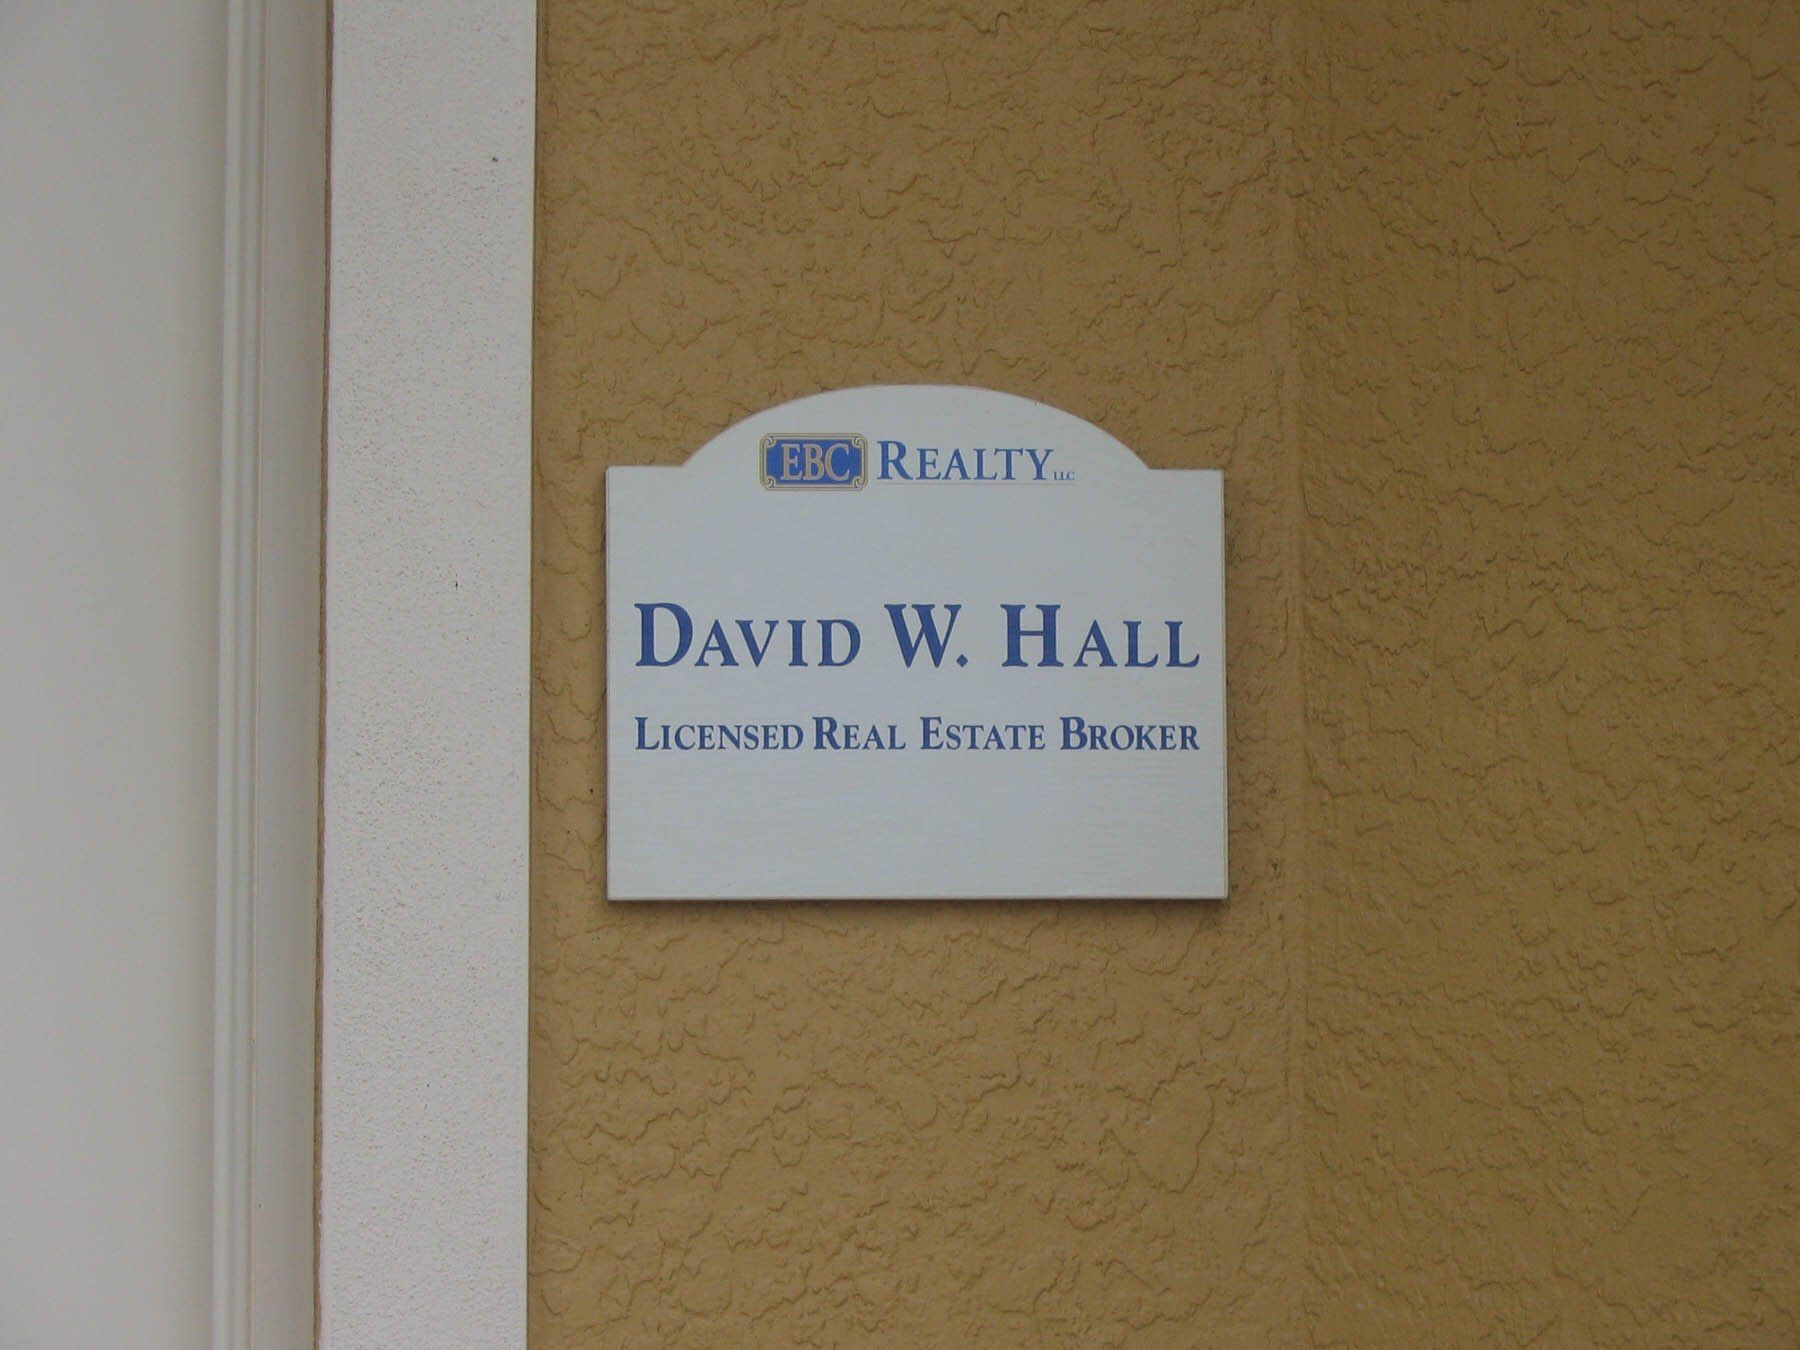 EBC REALTY LLC
DAVID W. HALL
LICENSED REAL ESTATE BROKER